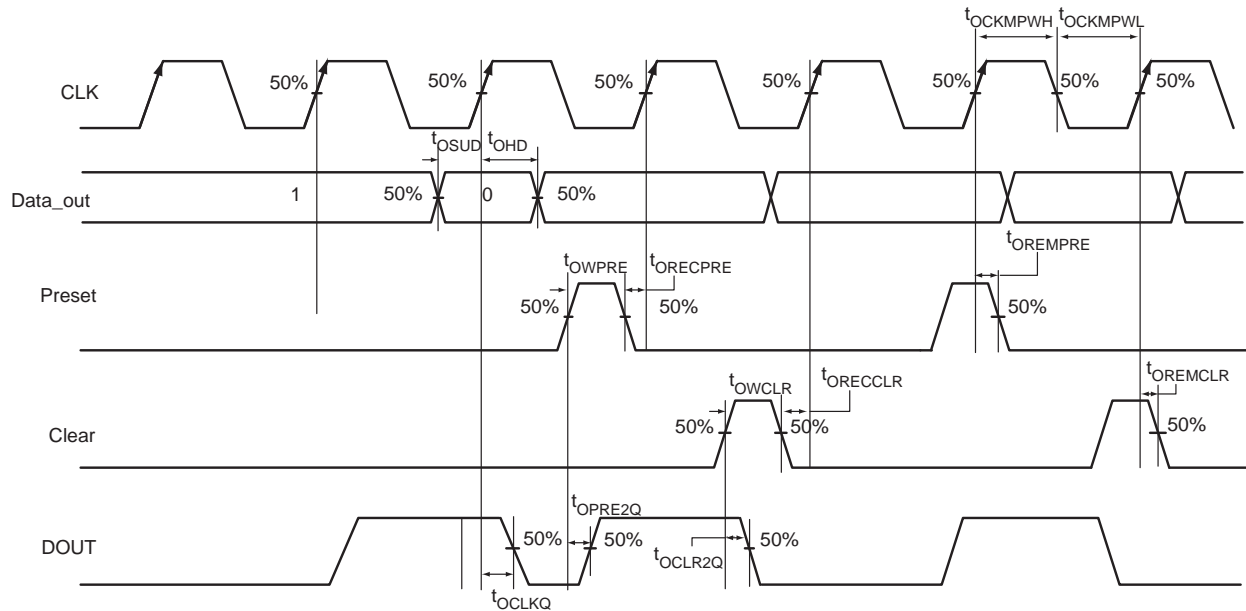 tOCKMPWH tOCKMPWL
CLK 50% 50% 50% 50% 50% 50% 50%
tOSUD tOHD
Data_out 1 50% 0 50%
tOREMPRE
tOWPRE tORECPRE
Preset 50% 50% 50%
tOWCLR tORECCLR tOREMCLR
Clear 50% 50% 50%
tOPRE2Q
DOUT 50% 50% tOCLR2Q 50%
tOCLKQ